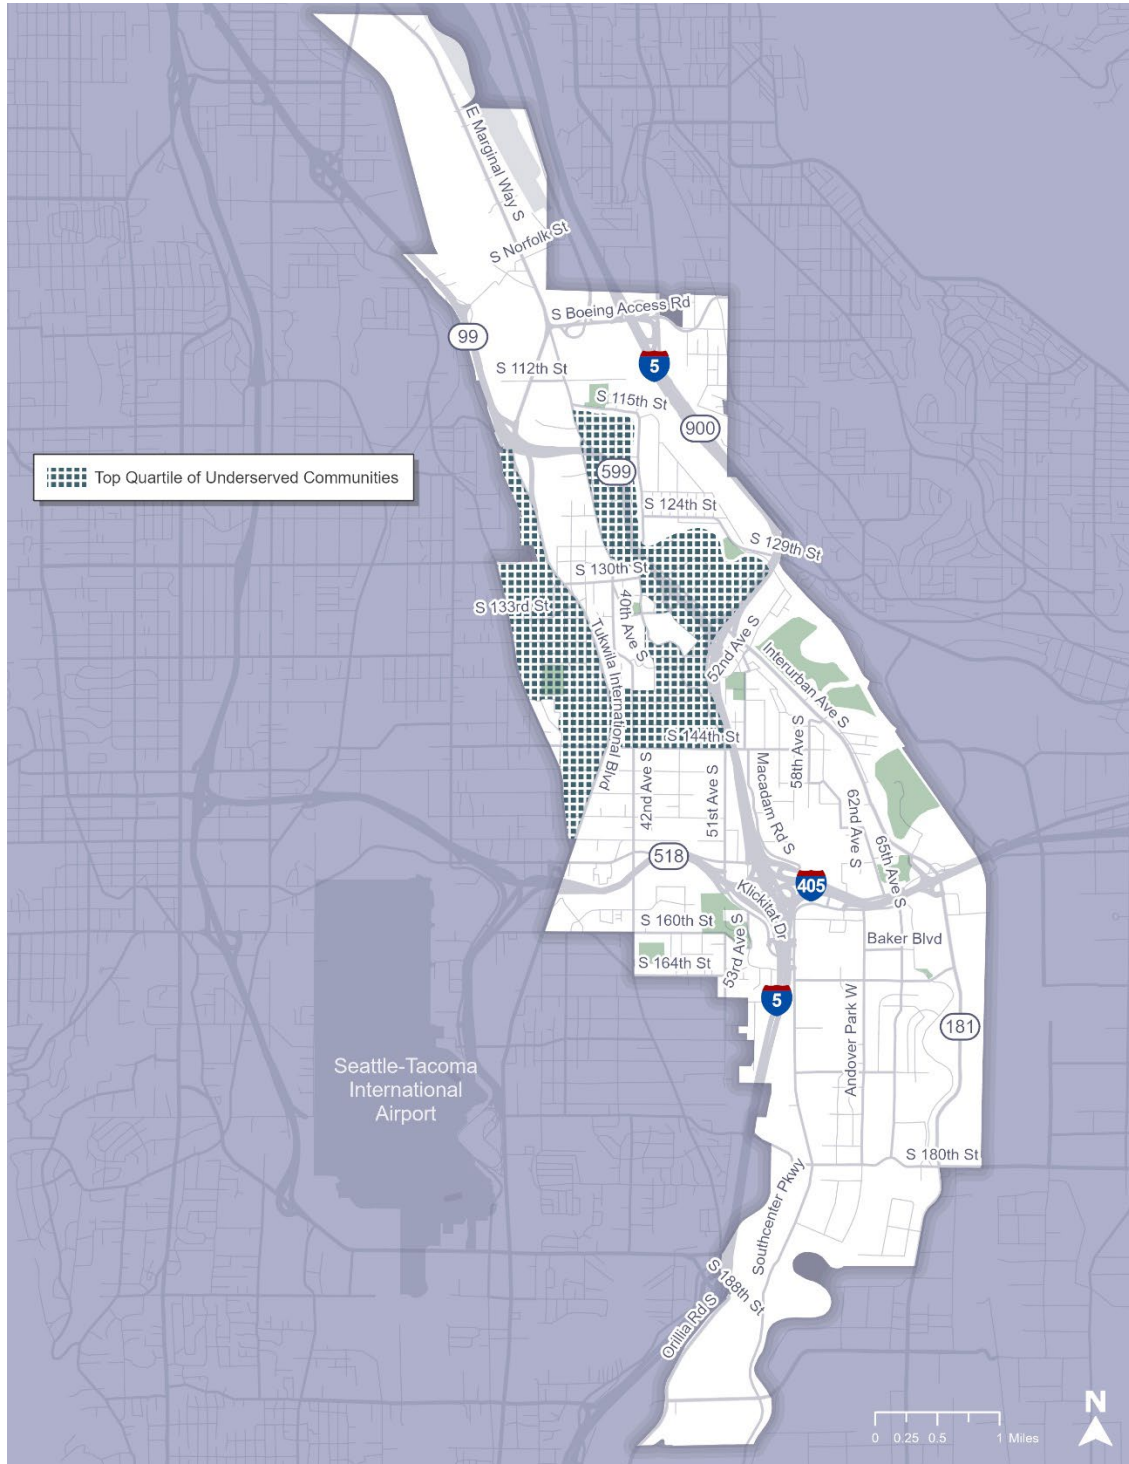 E Marginal Way S
S Norfolk St
S Boeing Access Rd
99
S 112th St
5
S 115th St
900
Top Quartile of Underserved Communities
599
S 124th St
S 129th St
S 130th St
S 133rd St
40th Ave S
Tukwila International Blvd
52nd Ave S
Interurban Ave S
S 144th St
42nd Ave S
51st Ave S
Macadam Rd S
58th Ave S
62nd Ave S
65th Ave S
518
405
Klickitat Dr
S 160th St
53rd Ave S
Baker Blvd
S 164th St
5
Andover Park W
181
Seattle-Tacoma
International
Airport
S 180th St
Southcenter Pkwy
S 188th St
Orillia Rd S
N
0 0.25 0.5 1 Miles